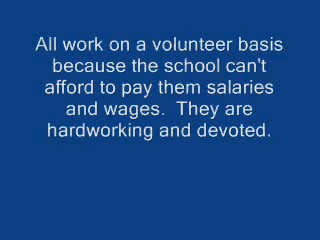 All work on a volunteer basis
because the school can't
afford to pay them salaries
and wages.  They are
hardworking and devoted.